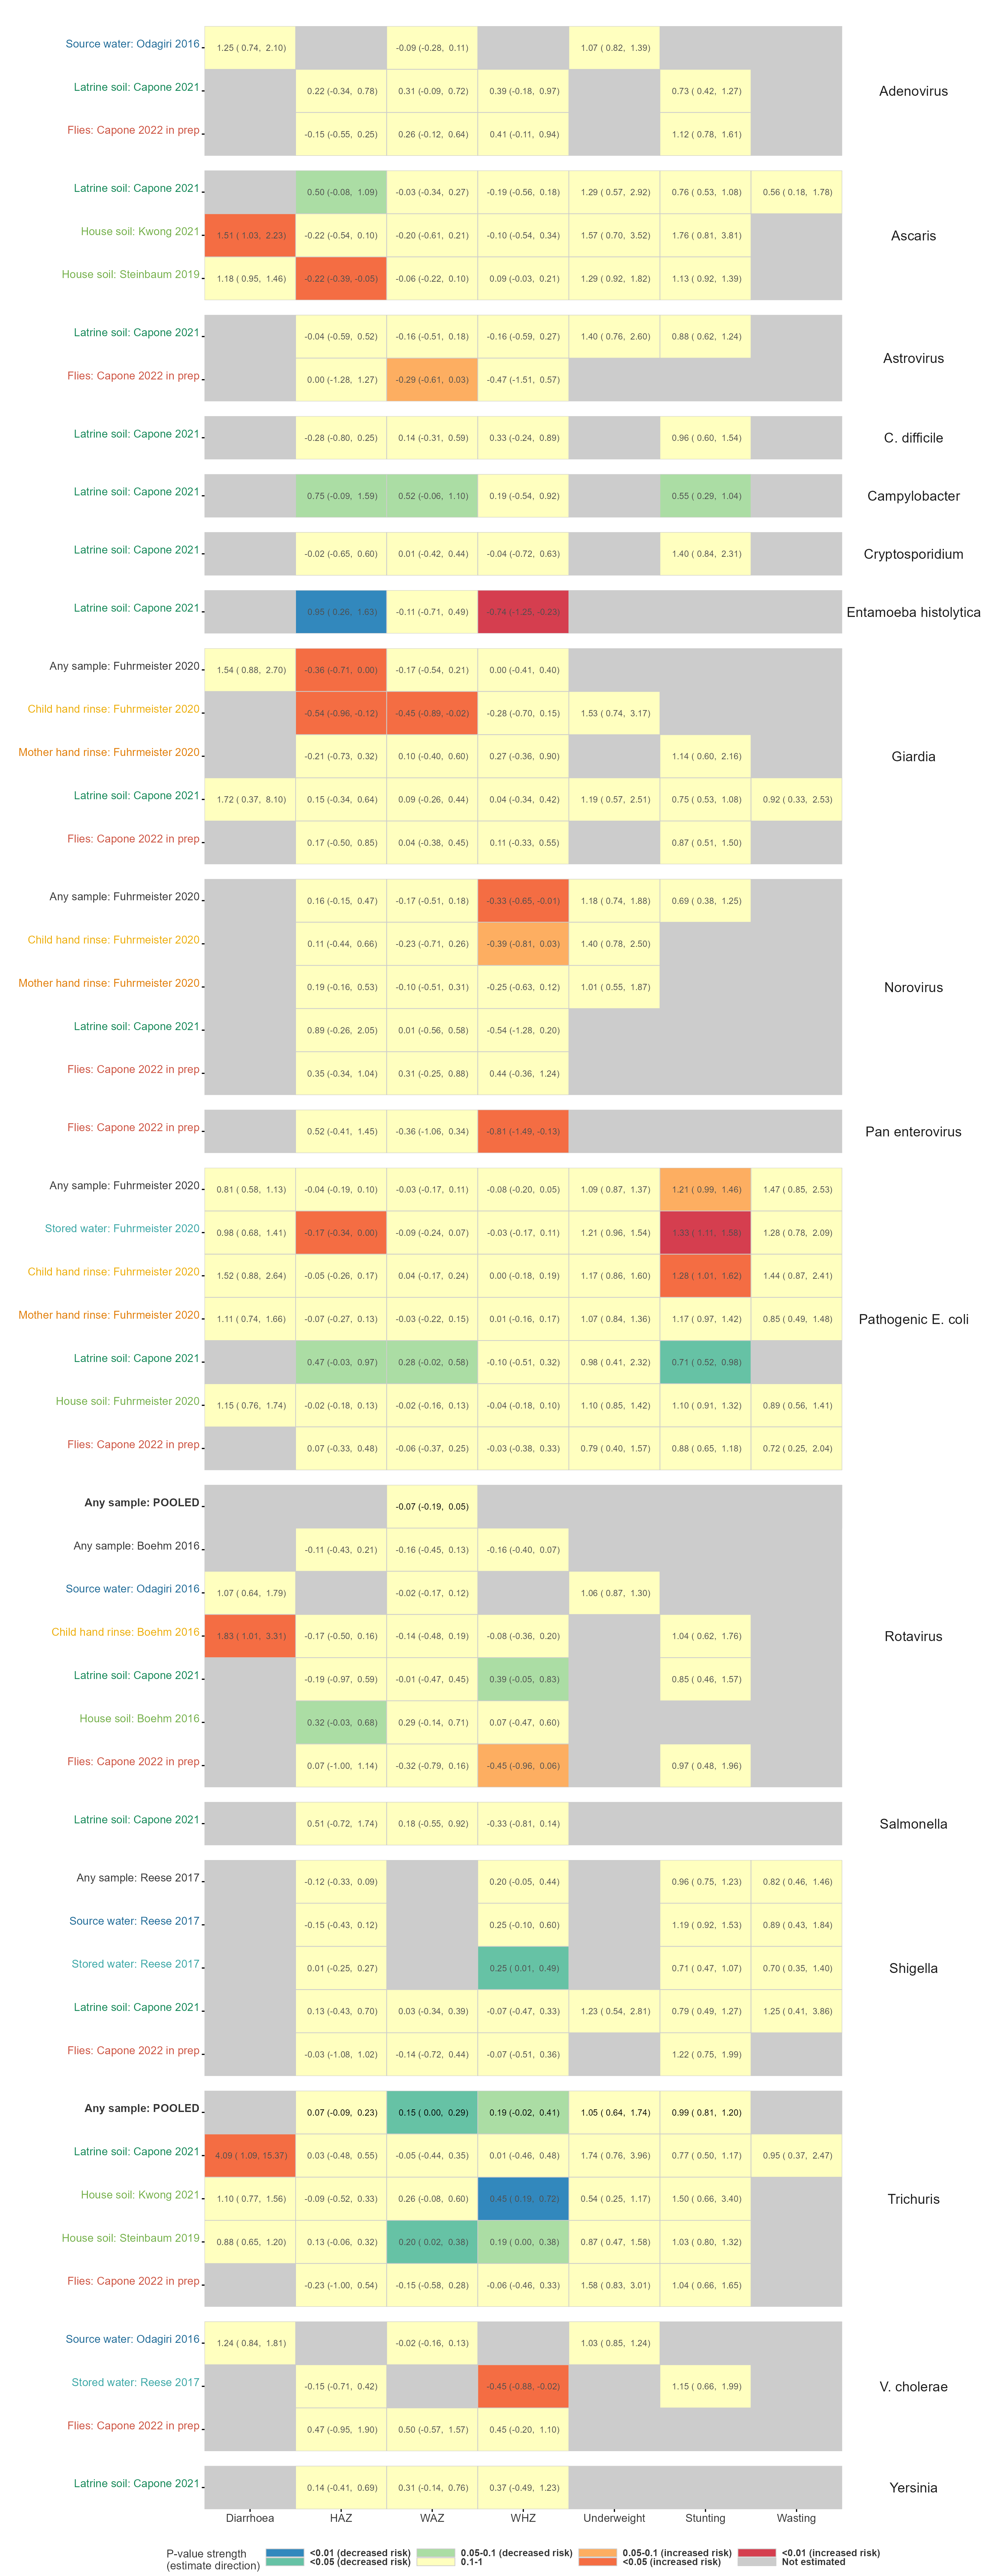 Source water: Odagiri 2016 1.25 ( 0.74, 2.10) -0.09 (-0.28, 0.11) 1.07 ( 0.82, 1.39)
Latrine soil: Capone 2021 0.22 (-0.34, 0.78) 0.31 (-0.09, 0.72) 0.39 (-0.18, 0.97) 0.73 ( 0.42, 1.27) Adenovirus
Flies: Capone 2022 in prep -0.15 (-0.55, 0.25) 0.26 (-0.12, 0.64) 0.41 (-0.11, 0.94) 1.12 ( 0.78, 1.61)
Latrine soil: Capone 2021 0.50 (-0.08, 1.09) -0.03 (-0.34, 0.27) -0.19 (-0.56, 0.18) 1.29 ( 0.57, 2.92) 0.76 ( 0.53, 1.08) 0.56 ( 0.18, 1.78)
House soil: Kwong 2021 1.51 ( 1.03, 2.23) -0.22 (-0.54, 0.10) -0.20 (-0.61, 0.21) -0.10 (-0.54, 0.34) 1.57 ( 0.70, 3.52) 1.76 ( 0.81, 3.81) Ascaris
House soil: Steinbaum 2019 1.18 ( 0.95, 1.46) -0.22 (-0.39, -0.05) -0.06 (-0.22, 0.10) 0.09 (-0.03, 0.21) 1.29 ( 0.92, 1.82) 1.13 ( 0.92, 1.39)
Latrine soil: Capone 2021 -0.04 (-0.59, 0.52) -0.16 (-0.51, 0.18) -0.16 (-0.59, 0.27) 1.40 ( 0.76, 2.60) 0.88 ( 0.62, 1.24)
Astrovirus
Flies: Capone 2022 in prep 0.00 (-1.28, 1.27) -0.29 (-0.61, 0.03) -0.47 (-1.51, 0.57)
Latrine soil: Capone 2021 -0.28 (-0.80, 0.25) 0.14 (-0.31, 0.59) 0.33 (-0.24, 0.89) 0.96 ( 0.60, 1.54) C. difficile
Latrine soil: Capone 2021 0.75 (-0.09, 1.59) 0.52 (-0.06, 1.10) 0.19 (-0.54, 0.92) 0.55 ( 0.29, 1.04) Campylobacter
Latrine soil: Capone 2021 -0.02 (-0.65, 0.60) 0.01 (-0.42, 0.44) -0.04 (-0.72, 0.63) 1.40 ( 0.84, 2.31) Cryptosporidium
Latrine soil: Capone 2021 0.95 ( 0.26, 1.63) -0.11 (-0.71, 0.49) -0.74 (-1.25, -0.23) Entamoeba histolytica
Any sample: Fuhrmeister 2020 1.54 ( 0.88, 2.70) -0.36 (-0.71, 0.00) -0.17 (-0.54, 0.21) 0.00 (-0.41, 0.40)
Child hand rinse: Fuhrmeister 2020 -0.54 (-0.96, -0.12) -0.45 (-0.89, -0.02) -0.28 (-0.70, 0.15) 1.53 ( 0.74, 3.17)
Mother hand rinse: Fuhrmeister 2020 -0.21 (-0.73, 0.32) 0.10 (-0.40, 0.60) 0.27 (-0.36, 0.90) 1.14 ( 0.60, 2.16) Giardia
Latrine soil: Capone 2021 1.72 ( 0.37, 8.10) 0.15 (-0.34, 0.64) 0.09 (-0.26, 0.44) 0.04 (-0.34, 0.42) 1.19 ( 0.57, 2.51) 0.75 ( 0.53, 1.08) 0.92 ( 0.33, 2.53)
Flies: Capone 2022 in prep 0.17 (-0.50, 0.85) 0.04 (-0.38, 0.45) 0.11 (-0.33, 0.55) 0.87 ( 0.51, 1.50)
Any sample: Fuhrmeister 2020 0.16 (-0.15, 0.47) -0.17 (-0.51, 0.18) -0.33 (-0.65, -0.01) 1.18 ( 0.74, 1.88) 0.69 ( 0.38, 1.25)
Child hand rinse: Fuhrmeister 2020 0.11 (-0.44, 0.66) -0.23 (-0.71, 0.26) -0.39 (-0.81, 0.03) 1.40 ( 0.78, 2.50)
Mother hand rinse: Fuhrmeister 2020 0.19 (-0.16, 0.53) -0.10 (-0.51, 0.31) -0.25 (-0.63, 0.12) 1.01 ( 0.55, 1.87) Norovirus
Latrine soil: Capone 2021 0.89 (-0.26, 2.05) 0.01 (-0.56, 0.58) -0.54 (-1.28, 0.20)
Flies: Capone 2022 in prep 0.35 (-0.34, 1.04) 0.31 (-0.25, 0.88) 0.44 (-0.36, 1.24)
Flies: Capone 2022 in prep 0.52 (-0.41, 1.45) -0.36 (-1.06, 0.34) -0.81 (-1.49, -0.13) Pan enterovirus
Any sample: Fuhrmeister 2020 0.81 ( 0.58, 1.13) -0.04 (-0.19, 0.10) -0.03 (-0.17, 0.11) -0.08 (-0.20, 0.05) 1.09 ( 0.87, 1.37) 1.21 ( 0.99, 1.46) 1.47 ( 0.85, 2.53)
Stored water: Fuhrmeister 2020 0.98 ( 0.68, 1.41) -0.17 (-0.34, 0.00) -0.09 (-0.24, 0.07) -0.03 (-0.17, 0.11) 1.21 ( 0.96, 1.54) 1.33 ( 1.11, 1.58) 1.28 ( 0.78, 2.09)
Child hand rinse: Fuhrmeister 2020 1.52 ( 0.88, 2.64) -0.05 (-0.26, 0.17) 0.04 (-0.17, 0.24) 0.00 (-0.18, 0.19) 1.17 ( 0.86, 1.60) 1.28 ( 1.01, 1.62) 1.44 ( 0.87, 2.41)
Mother hand rinse: Fuhrmeister 2020 1.11 ( 0.74, 1.66) -0.07 (-0.27, 0.13) -0.03 (-0.22, 0.15) 0.01 (-0.16, 0.17) 1.07 ( 0.84, 1.36) 1.17 ( 0.97, 1.42) 0.85 ( 0.49, 1.48) Pathogenic E. coli
Latrine soil: Capone 2021 0.47 (-0.03, 0.97) 0.28 (-0.02, 0.58) -0.10 (-0.51, 0.32) 0.98 ( 0.41, 2.32) 0.71 ( 0.52, 0.98)
House soil: Fuhrmeister 2020 1.15 ( 0.76, 1.74) -0.02 (-0.18, 0.13) -0.02 (-0.16, 0.13) -0.04 (-0.18, 0.10) 1.10 ( 0.85, 1.42) 1.10 ( 0.91, 1.32) 0.89 ( 0.56, 1.41)
Flies: Capone 2022 in prep 0.07 (-0.33, 0.48) -0.06 (-0.37, 0.25) -0.03 (-0.38, 0.33) 0.79 ( 0.40, 1.57) 0.88 ( 0.65, 1.18) 0.72 ( 0.25, 2.04)
Any sample: POOLED -0.07 (-0.19, 0.05)
Any sample: Boehm 2016 -0.11 (-0.43, 0.21) -0.16 (-0.45, 0.13) -0.16 (-0.40, 0.07)
Source water: Odagiri 2016 1.07 ( 0.64, 1.79) -0.02 (-0.17, 0.12) 1.06 ( 0.87, 1.30)
Child hand rinse: Boehm 2016 1.83 ( 1.01, 3.31) -0.17 (-0.50, 0.16) -0.14 (-0.48, 0.19) -0.08 (-0.36, 0.20) 1.04 ( 0.62, 1.76) Rotavirus
Latrine soil: Capone 2021 -0.19 (-0.97, 0.59) -0.01 (-0.47, 0.45) 0.39 (-0.05, 0.83) 0.85 ( 0.46, 1.57)
House soil: Boehm 2016 0.32 (-0.03, 0.68) 0.29 (-0.14, 0.71) 0.07 (-0.47, 0.60)
Flies: Capone 2022 in prep 0.07 (-1.00, 1.14) -0.32 (-0.79, 0.16) -0.45 (-0.96, 0.06) 0.97 ( 0.48, 1.96)
Latrine soil: Capone 2021 0.51 (-0.72, 1.74) 0.18 (-0.55, 0.92) -0.33 (-0.81, 0.14) Salmonella
Any sample: Reese 2017 -0.12 (-0.33, 0.09) 0.20 (-0.05, 0.44) 0.96 ( 0.75, 1.23) 0.82 ( 0.46, 1.46)
Source water: Reese 2017 -0.15 (-0.43, 0.12) 0.25 (-0.10, 0.60) 1.19 ( 0.92, 1.53) 0.89 ( 0.43, 1.84)
Stored water: Reese 2017 0.01 (-0.25, 0.27) 0.25 ( 0.01, 0.49) 0.71 ( 0.47, 1.07) 0.70 ( 0.35, 1.40) Shigella
Latrine soil: Capone 2021 0.13 (-0.43, 0.70) 0.03 (-0.34, 0.39) -0.07 (-0.47, 0.33) 1.23 ( 0.54, 2.81) 0.79 ( 0.49, 1.27) 1.25 ( 0.41, 3.86)
Flies: Capone 2022 in prep -0.03 (-1.08, 1.02) -0.14 (-0.72, 0.44) -0.07 (-0.51, 0.36) 1.22 ( 0.75, 1.99)
Any sample: POOLED 0.07 (-0.09, 0.23) 0.15 ( 0.00, 0.29) 0.19 (-0.02, 0.41) 1.05 ( 0.64, 1.74) 0.99 ( 0.81, 1.20)
Latrine soil: Capone 2021 4.09 ( 1.09, 15.37) 0.03 (-0.48, 0.55) -0.05 (-0.44, 0.35) 0.01 (-0.46, 0.48) 1.74 ( 0.76, 3.96) 0.77 ( 0.50, 1.17) 0.95 ( 0.37, 2.47)
House soil: Kwong 2021 1.10 ( 0.77, 1.56) -0.09 (-0.52, 0.33) 0.26 (-0.08, 0.60) 0.45 ( 0.19, 0.72) 0.54 ( 0.25, 1.17) 1.50 ( 0.66, 3.40) Trichuris
House soil: Steinbaum 2019 0.88 ( 0.65, 1.20) 0.13 (-0.06, 0.32) 0.20 ( 0.02, 0.38) 0.19 ( 0.00, 0.38) 0.87 ( 0.47, 1.58) 1.03 ( 0.80, 1.32)
Flies: Capone 2022 in prep -0.23 (-1.00, 0.54) -0.15 (-0.58, 0.28) -0.06 (-0.46, 0.33) 1.58 ( 0.83, 3.01) 1.04 ( 0.66, 1.65)
Source water: Odagiri 2016 1.24 ( 0.84, 1.81) -0.02 (-0.16, 0.13) 1.03 ( 0.85, 1.24)
Stored water: Reese 2017 -0.15 (-0.71, 0.42) -0.45 (-0.88, -0.02) 1.15 ( 0.66, 1.99) V. cholerae
Flies: Capone 2022 in prep 0.47 (-0.95, 1.90) 0.50 (-0.57, 1.57) 0.45 (-0.20, 1.10)
Latrine soil: Capone 2021 0.14 (-0.41, 0.69) 0.31 (-0.14, 0.76) 0.37 (-0.49, 1.23) Yersinia
Diarrhoea HAZ WAZ WHZ Underweight Stunting Wasting
P-value strength <0.01 (decreased risk) 0.05-0.1 (decreased risk) 0.05-0.1 (increased risk) <0.01 (increased risk)
(estimate direction) <0.05 (decreased risk) 0.1-1 <0.05 (increased risk) Not estimated